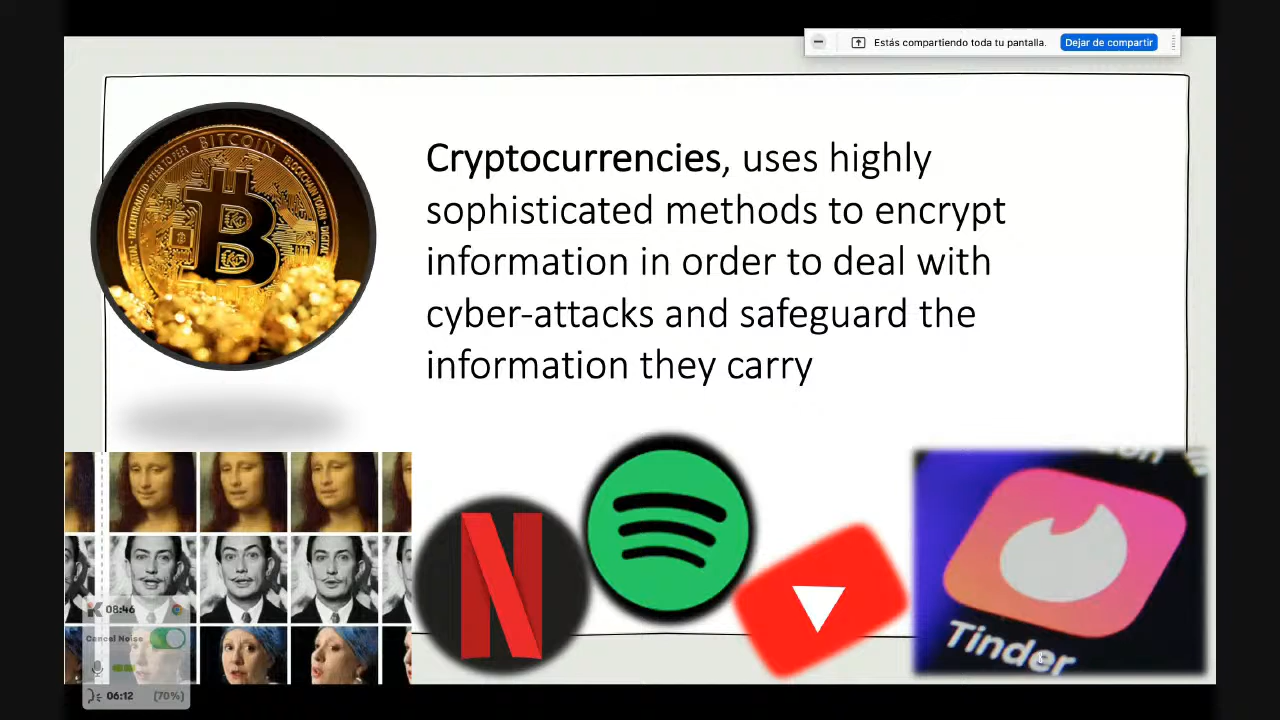 Estás compartiendo toda tu pantalla.
Dejar de compartir
BITCOIN
Cryptocurrencies, uses highly
sophisticated methods to encrypt
information in order to deal with
cyber-attacks and safeguard the
information they carry
N
Tinder
08:46
Cancel Noise
06:12 (70%)